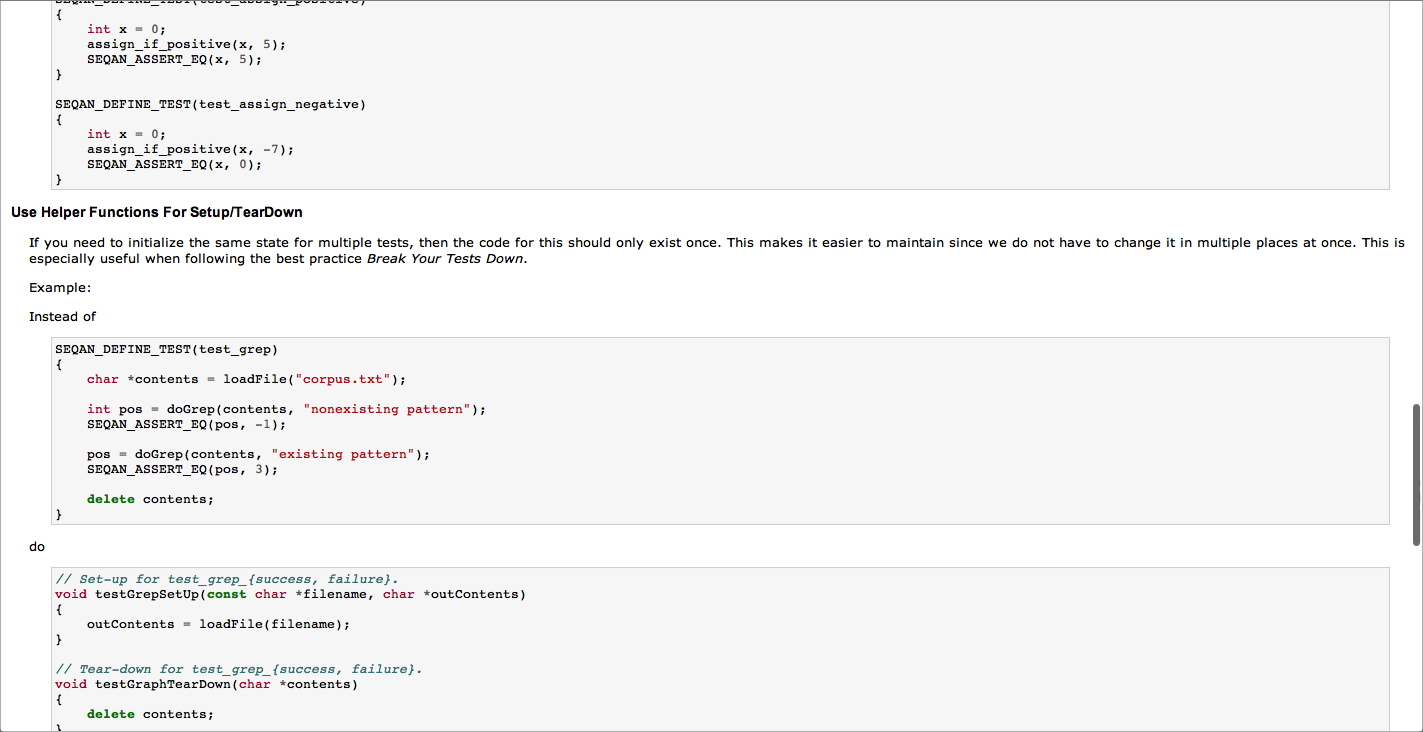 SEQAN_DEFINE_TEST(test_assign_positive)
{
    int x = 0;
    assign_if_positive(x, 5);
    SEQAN_ASSERT_EQ(x, 5);
}
SEQAN_DEFINE_TEST(test_assign_negative)
{
    int x = 0;
    assign_if_positive(x, -7);
    SEQAN_ASSERT_EQ(x, 0);
}
Use Helper Functions For Setup/TearDown
If you need to initialize the same state for multiple tests, then the code for this should only exist once. This makes it easier to maintain since we do not have to change it in multiple places at once. This is
especially useful when following the best practice Break Your Tests Down.
Example:
Instead of
SEQAN_DEFINE_TEST(test_grep)
{
    char *contents = loadFile("corpus.txt");
    int pos = doGrep(contents, "nonexisting pattern");
    SEQAN_ASSERT_EQ(pos, -1);
    pos = doGrep(contents, "existing pattern");
    SEQAN_ASSERT_EQ(pos, 3);
    delete contents;
}
do
// Set-up for test_grep_{success, failure}.
void testGrepSetUp(const char *filename, char *outContents)
{
    outContents = loadFile(filename);
}
// Tear-down for test_grep_{success, failure}.
void testGraphTearDown(char *contents)
{
    delete contents;
}